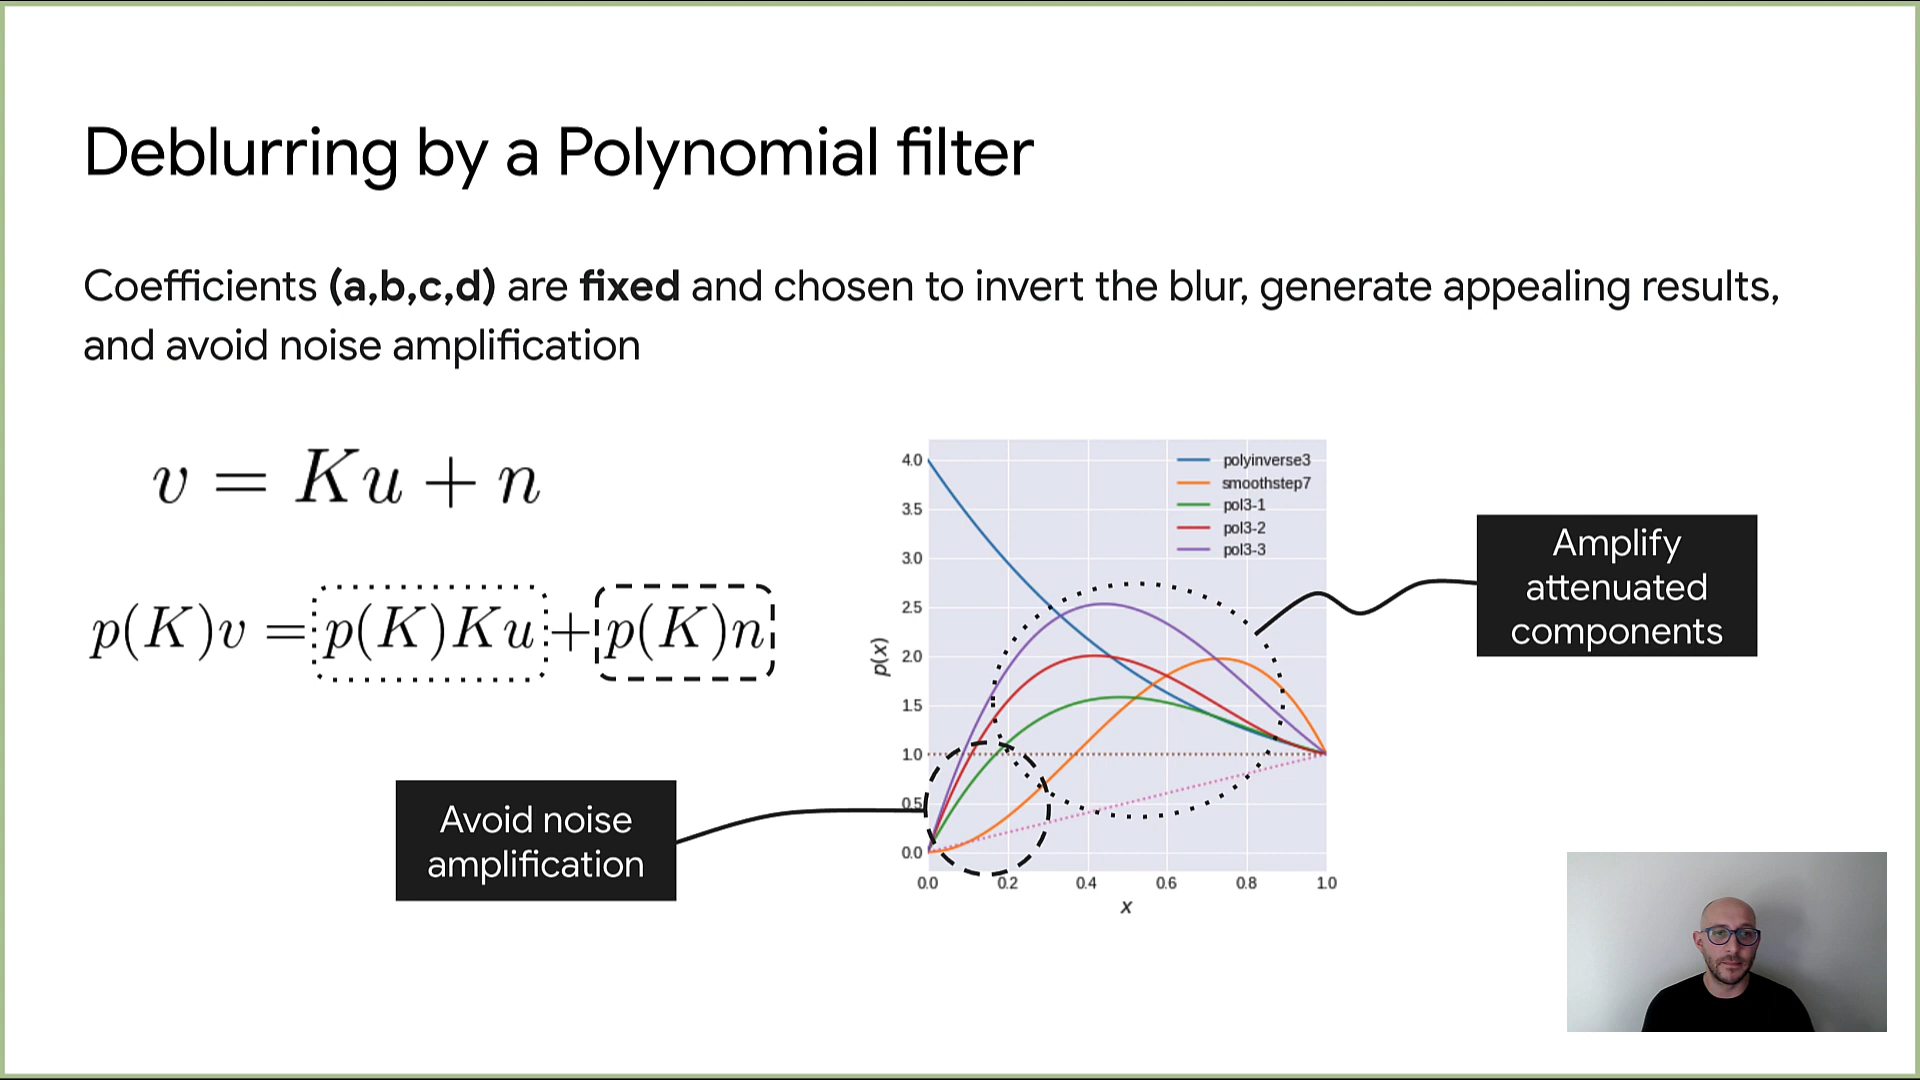 Deblurring by a Polynomial filter
Coefficients (a,b,c,d) are fixed and chosen to invert the blur, generate appealing results,
and avoid noise amplification
v = Ku + n
p(K)v = p(K)Ku + p(K)n
Avoid noise
amplification
4.0
3.5
3.0
2.5
2.0
1.5
1.0
0.5
0.0
p(x)
polyinverse3
smoothstep7
pol3-1
pol3-2
pol3-3
0.0 0.2 0.4 0.6 0.8 1.0
x
Amplify
attenuated
components